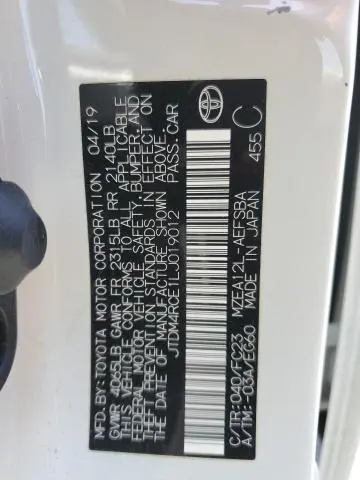 MFD. BY: TOYOTA MOTOR CORPORATION 04/19
GVWR 4065LB GAWR FR 2315LB RR 2140LB
THIS VEHICLE CONFORMS TO ALL APPLICABLE
FEDERAL MOTOR VEHICLE SAFETY, BUMPER, AND
THEFT PREVENTION STANDARDS IN EFFECT ON THE
DATE OF MANUFACTURE SHOWN ABOVE.
JTDM4RCE1LJ019012 PASS.CAR
C/TR:040/FC23 MZEA12L-AEFSBA
A/TM:-03A/EG60 MADE IN JAPAN 455 C
TOYOTA